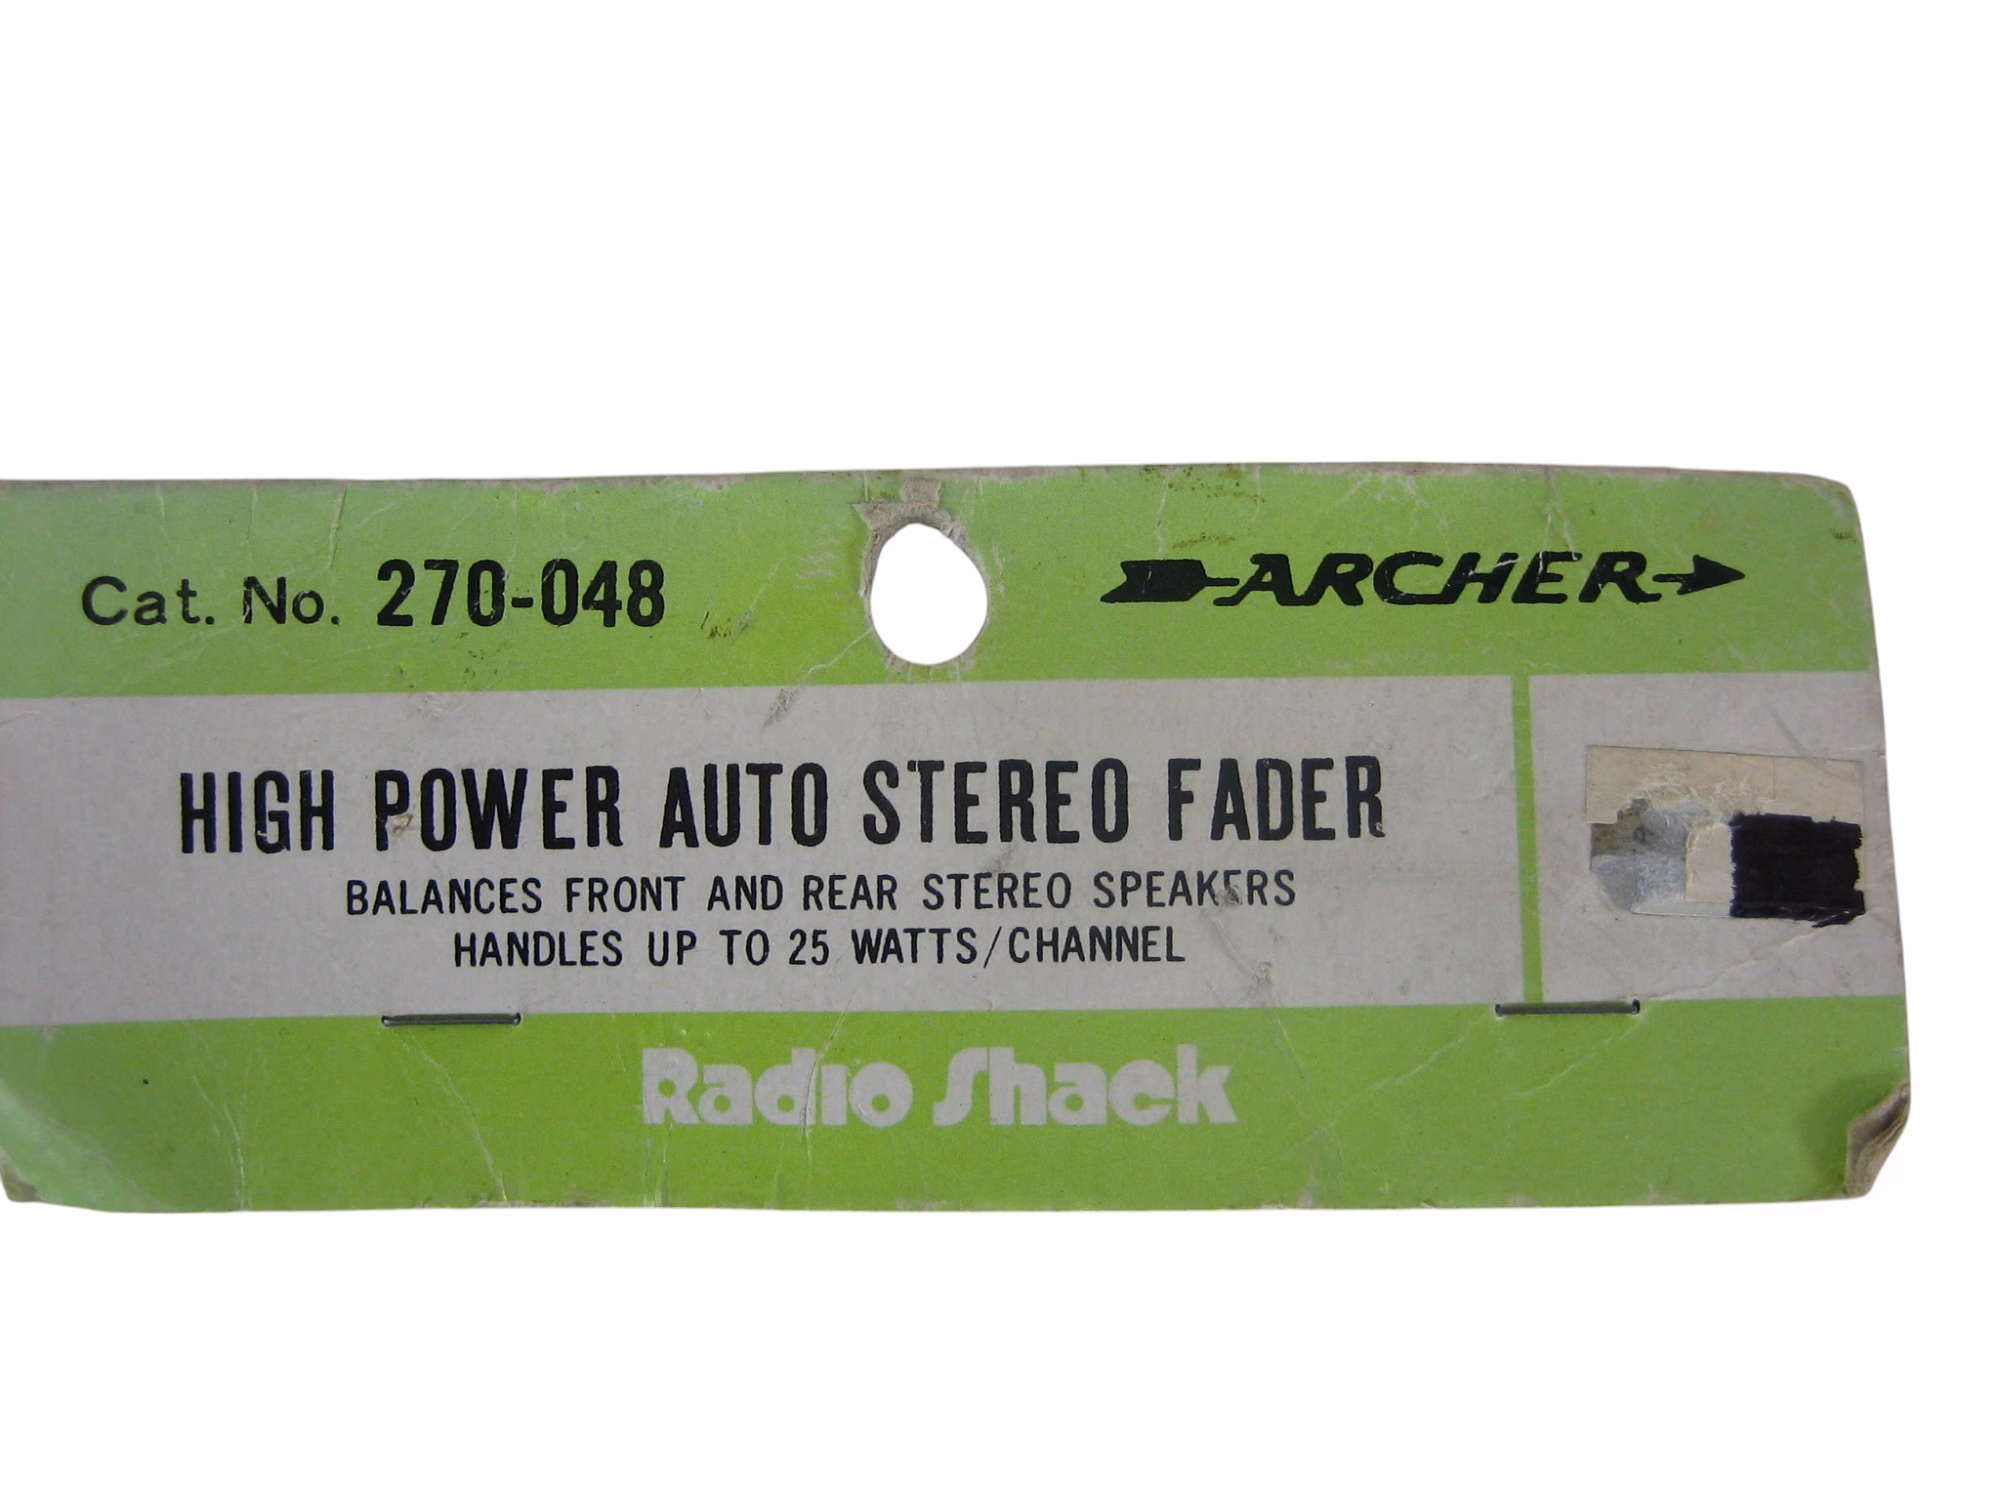 Cat. No. 270-048
ARCHER
HIGH POWER AUTO STEREO FADER
BALANCES FRONT AND REAR STEREO SPEAKERS
HANDLES UP TO 25 WATTS/CHANNEL
Radio Shack